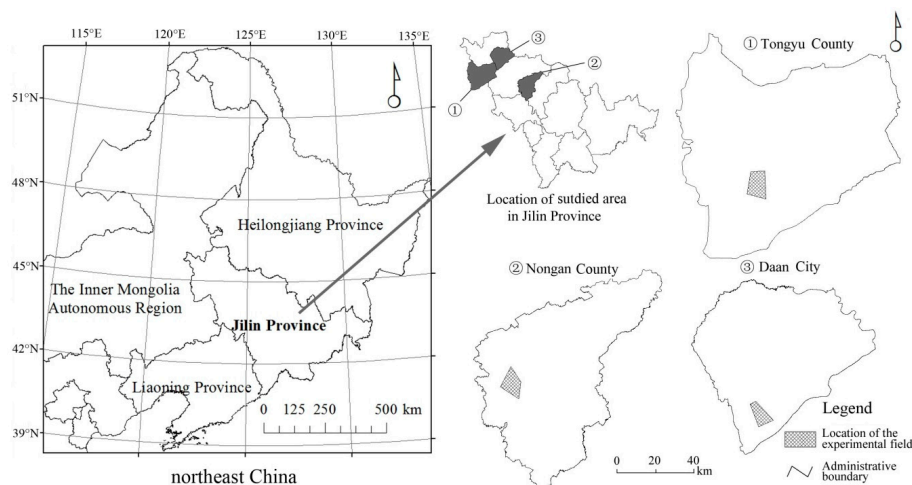 115°E 120°E 125°E 130°E 135°E
51°N
48°N
45°N
42°N
39°N
Heilongjiang Province
The Inner Mongolia
Autonomous Region
Jilin Province
Liaoning Province
0 125 250 500 km
120°E 125°E 130°E
northeast China
③
②
①
Location of sutdied area
in Jilin Province
① Tongyu County
② Nongan County
0 20 40
km
③ Daan City
Legend
Location of the
experimental field
Administrative
boundary